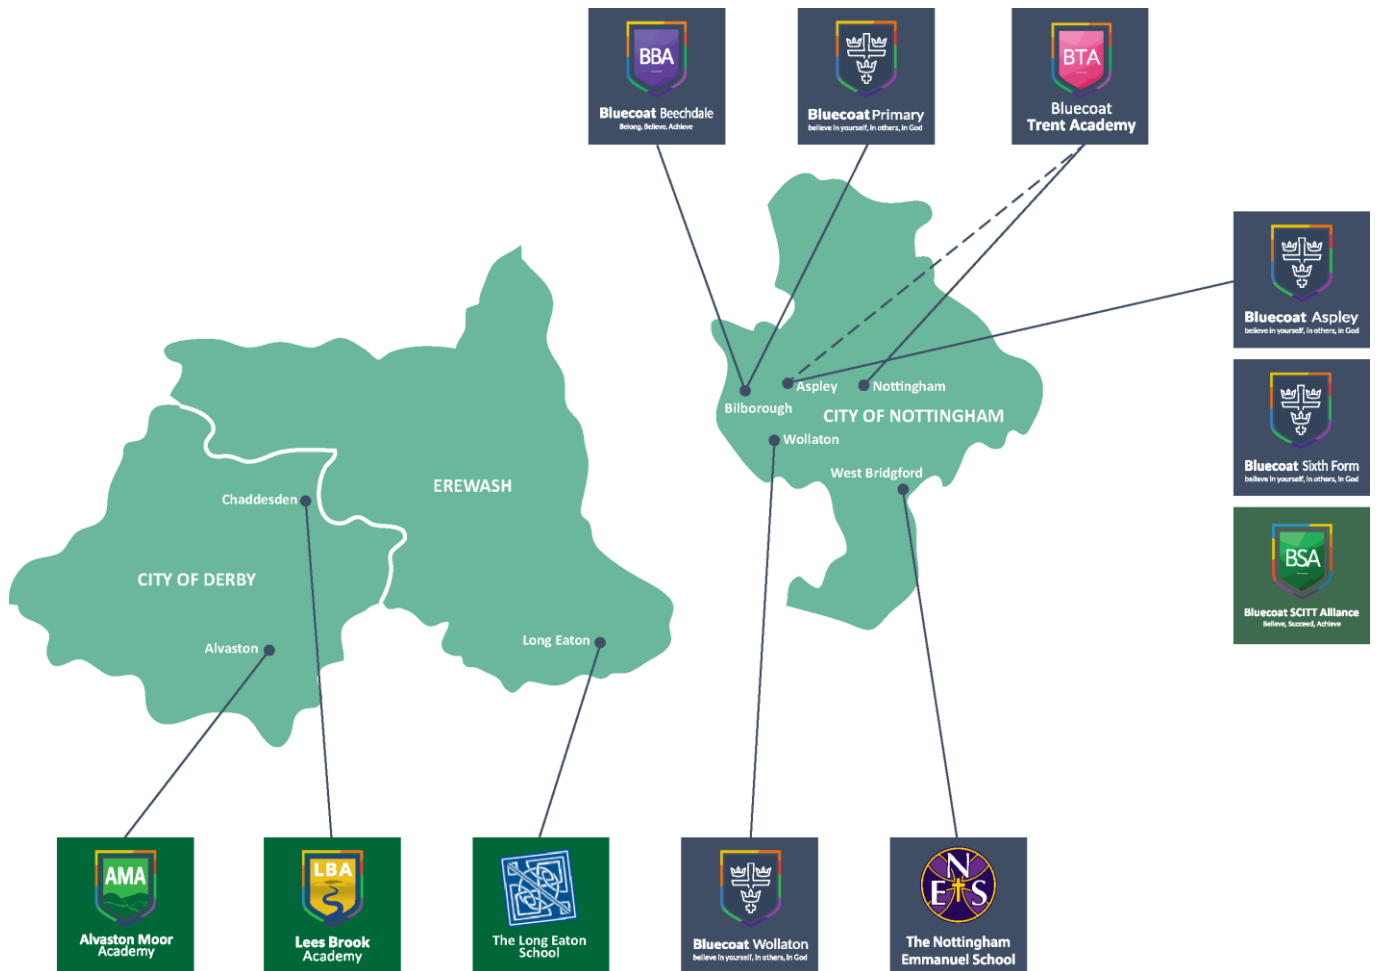 BBA
Bluecoat Beechdale
Belong, Believe, Achieve
Bluecoat Primary
believe in yourself, in others, in God
BTA
Bluecoat
Trent Academy
Bluecoat Aspley
believe in yourself, in others, in God
Bluecoat Sixth Form
believe in yourself, in others, in God
BSA
Bluecoat SCITT Alliance
Believe, Succeed, Achieve
Aspley
Nottingham
Bilborough
CITY OF NOTTINGHAM
Wollaton
West Bridgford
EREWASH
Chaddesden
CITY OF DERBY
Alvaston
Long Eaton
AMA
Alvaston Moor
Academy
LBA
Lees Brook
Academy
The Long Eaton
School
Bluecoat Wollaton
believe in yourself, in others, in God
N
E S
The Nottingham
Emmanuel School